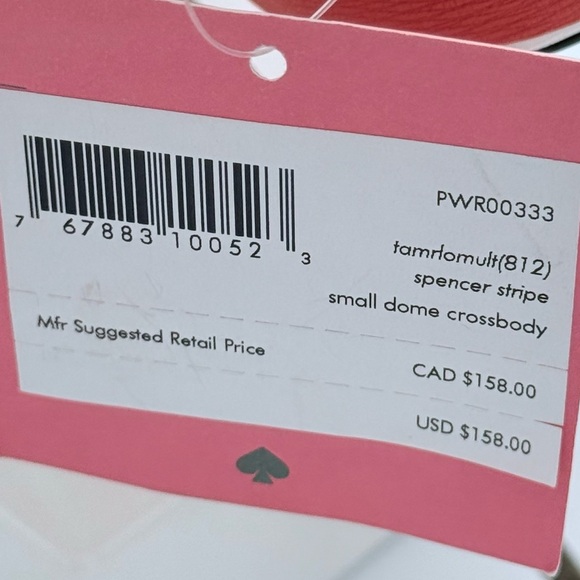 7 67883 10052 3
PWR00333
tamrlomult(812)
spencer stripe
small dome crossbody
Mfr Suggested Retail Price
CAD $158.00
USD $158.00